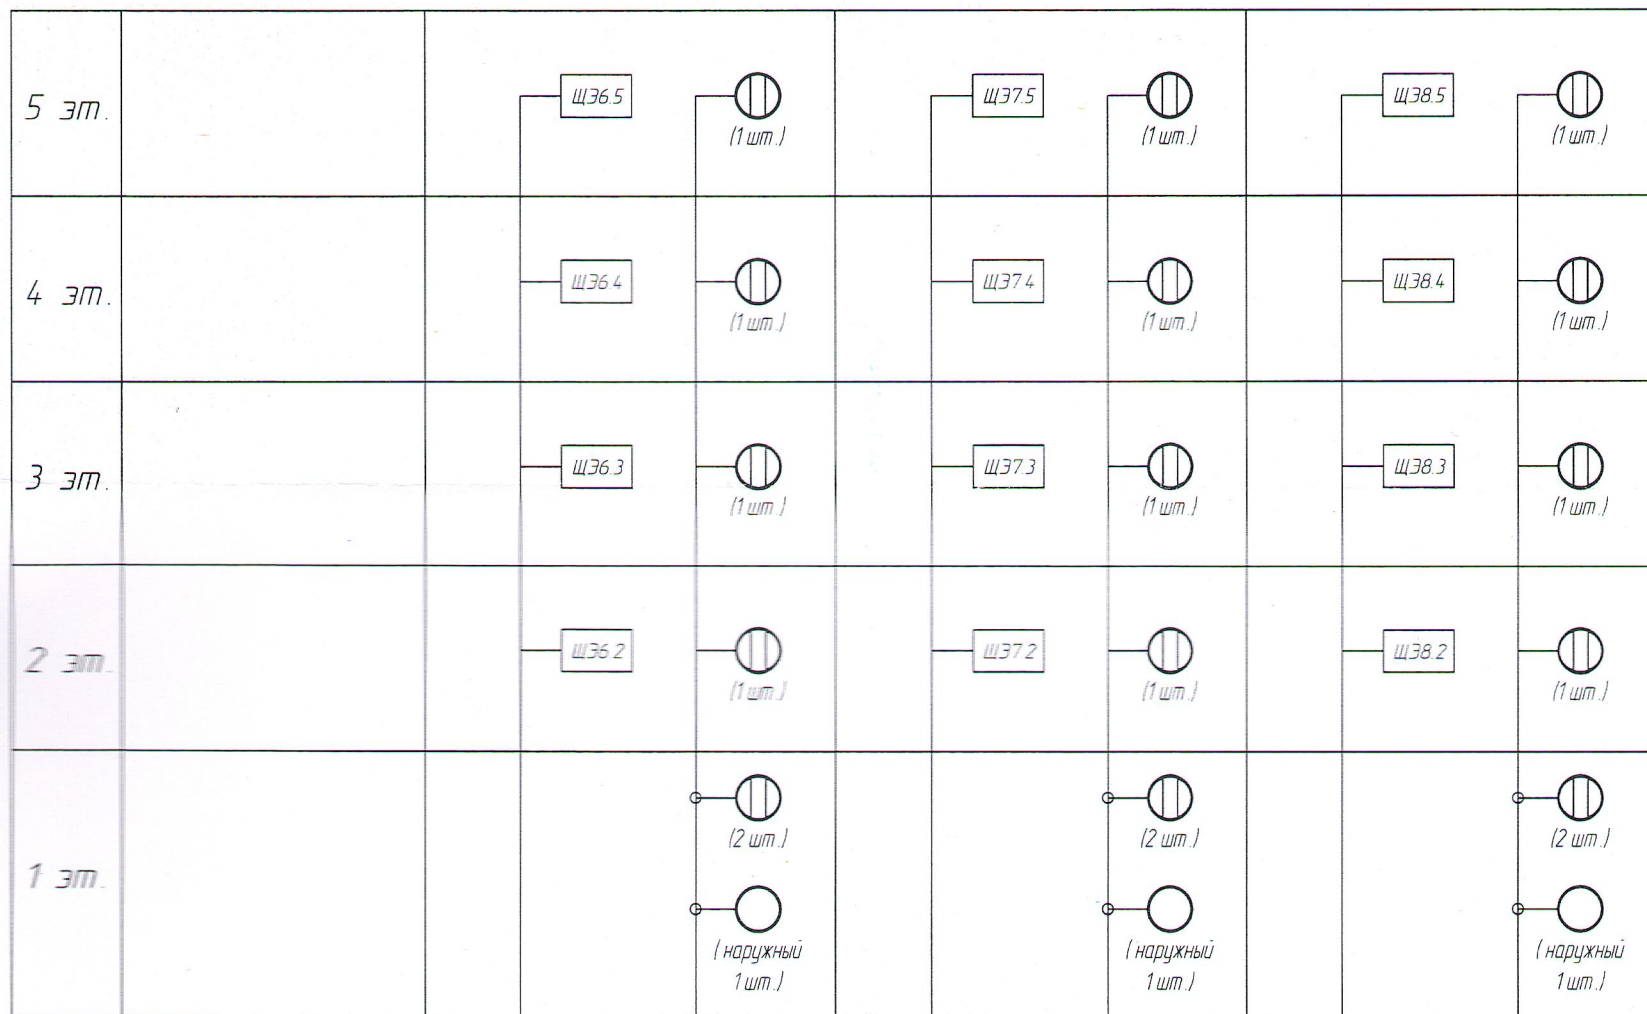 5 эт.
ЩЭ6.5
(1 шт.)
ЩЭ7.5
(1 шт.)
ЩЭ8.5
(1 шт.)
4 эт.
ЩЭ6.4
(1 шт.)
ЩЭ7.4
(1 шт.)
ЩЭ8.4
(1 шт.)
3 эт.
ЩЭ6.3
(1 шт.)
ЩЭ7.3
(1 шт.)
ЩЭ8.3
(1 шт.)
2 эт.
ЩЭ6.2
(1 шт.)
ЩЭ7.2
(1 шт.)
ЩЭ8.2
(1 шт.)
1 эт.
(2 шт.)
(наружный
1 шт.)
(2 шт.)
(наружный
1 шт.)
(2 шт.)
(наружный
1 шт.)